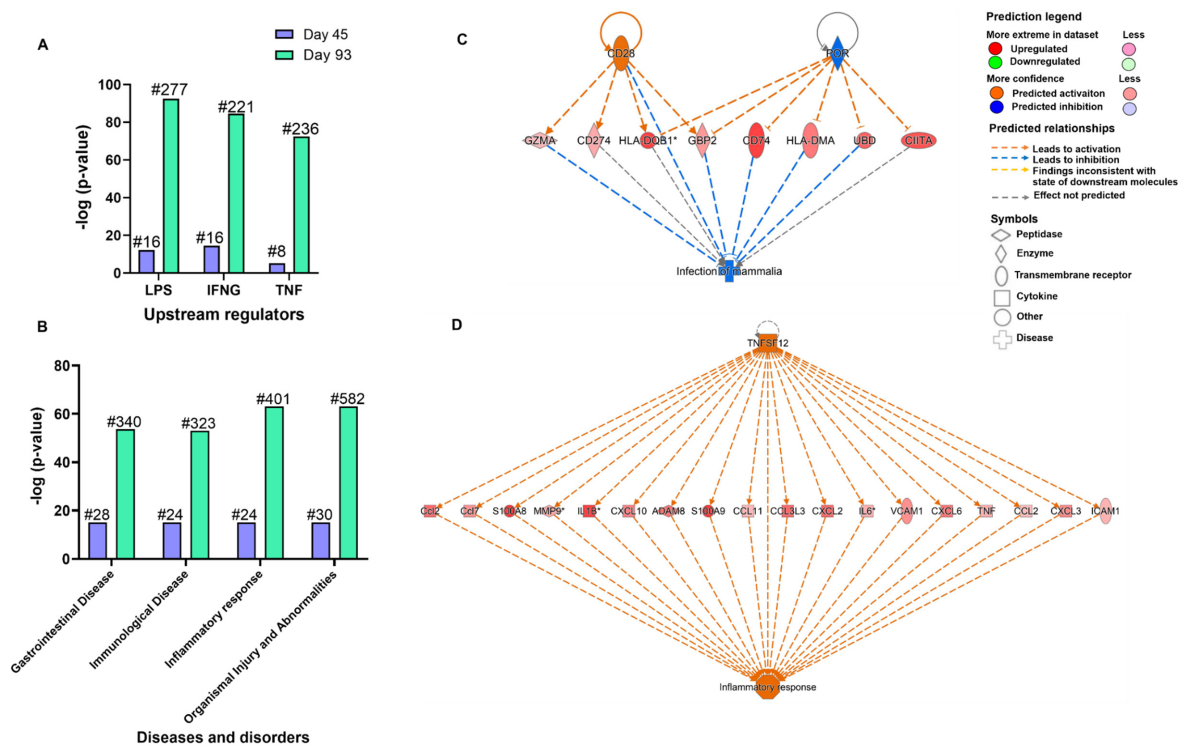 A
Day 45
Day 93
-log (p-value)
100
80
60
40
20
0
#16
#277
#16
#221
#8
#236
LPS
IFNG
TNF
Upstream regulators
B
-log (p-value)
80
60
40
20
0
#28
#340
#24
#323
#24
#401
#30
#582
Gastrointestinal Disease
Immunological Disease
Inflammatory response
Organismal Injury and Abnormalities
Diseases and disorders
C
CD28
POR
GZMA
CD274
HLA-DQB1*
GBP2
CD74
HLA-DMA
UBD
CIITA
Infection of mammalia
Prediction legend
More extreme in dataset
Less
Upregulated
Downregulated
More confidence
Less
Predicted activaiton
Predicted inhibition
Predicted relationships
Leads to activation
Leads to inhibition
Findings inconsistent with
state of downstream molecules
Effect not predicted
Symbols
Peptidase
Enzyme
Transmembrane receptor
Cytokine
Other
Disease
D
TNFSF12
Ccl2
Ccl7
S100A8
MMP9*
IL1B*
CXCL10
ADAM8
S100A9
CCL11
CCL3L3
CXCL2
IL6*
VCAM1
CXCL6
TNF
CCL2
CXCL3
ICAM1
Inflammatory response